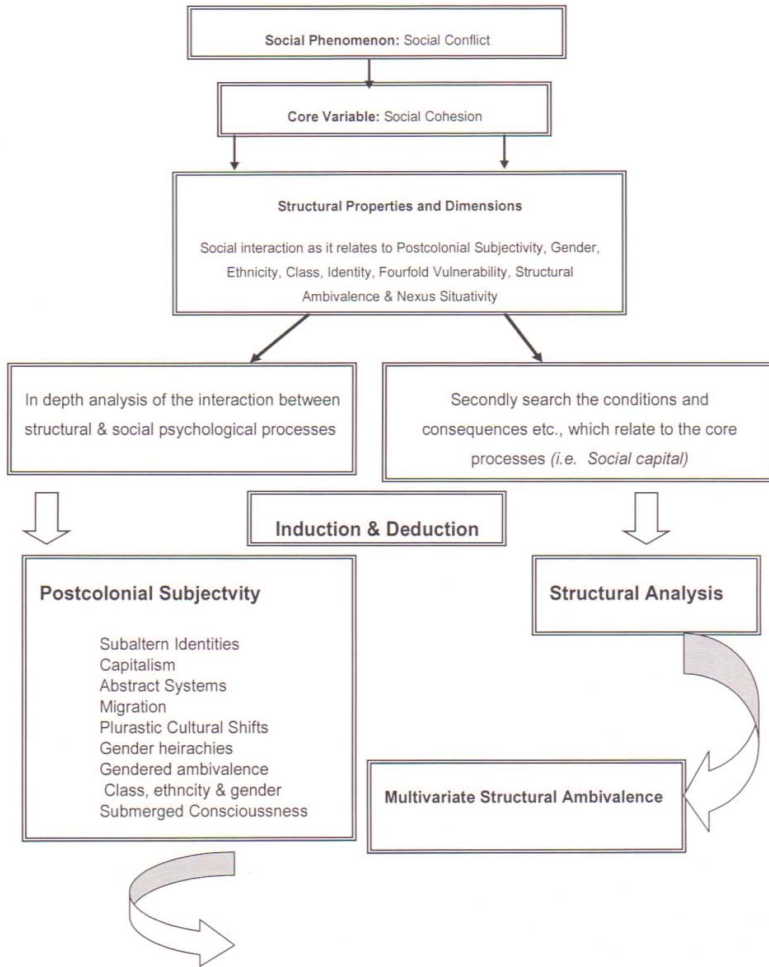 Social Phenomenon: Social Conflict
Core Variable: Social Cohesion
Structural Properties and Dimensions
Social interaction as it relates to Postcolonial Subjectivity, Gender,
Ethnicity, Class, Identity, Fourfold Vulnerability, Structural
Ambivalence & Nexus Situativity
In depth analysis of the interaction between
structural & social psychological processes
Secondly search the conditions and
consequences etc., which relate to the core
processes (i.e. Social capital)
Induction & Deduction
Postcolonial Subjectvity
Subaltern Identities
Capitalism
Abstract Systems
Migration
Plurastic Cultural Shifts
Gender heirachies
Gendered ambivalence
Class, ethncity & gender
Submerged Conscioussness
Structural Analysis
Multivariate Structural Ambivalence